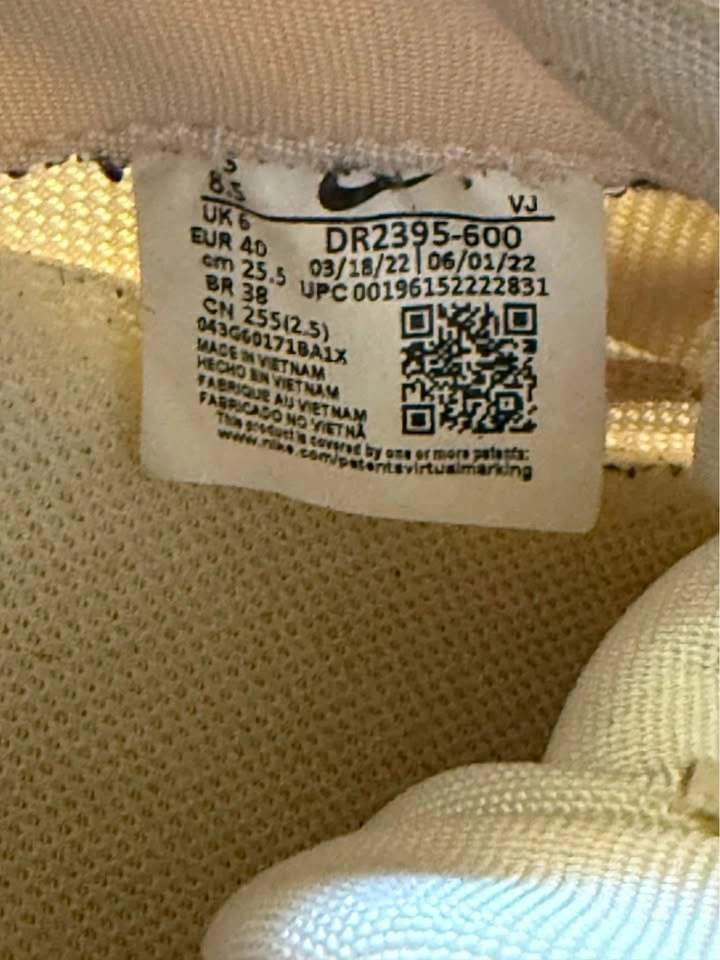 8.5
VJ
UK 6
DR2395-600
EUR 40
03/18/22 | 06/01/22
cm 25.5
UPC 00196152222831
BR 38
CN 255(2.5)
043G60171BA1X
MADE IN VIETNAM
HECHO EN VIETNAM
FABRIQUE AU VIETNAM
FABRICADO NO VIETNÃ
This product is covered by one or more patents:
www.nike.com/patentsvirtualmarking